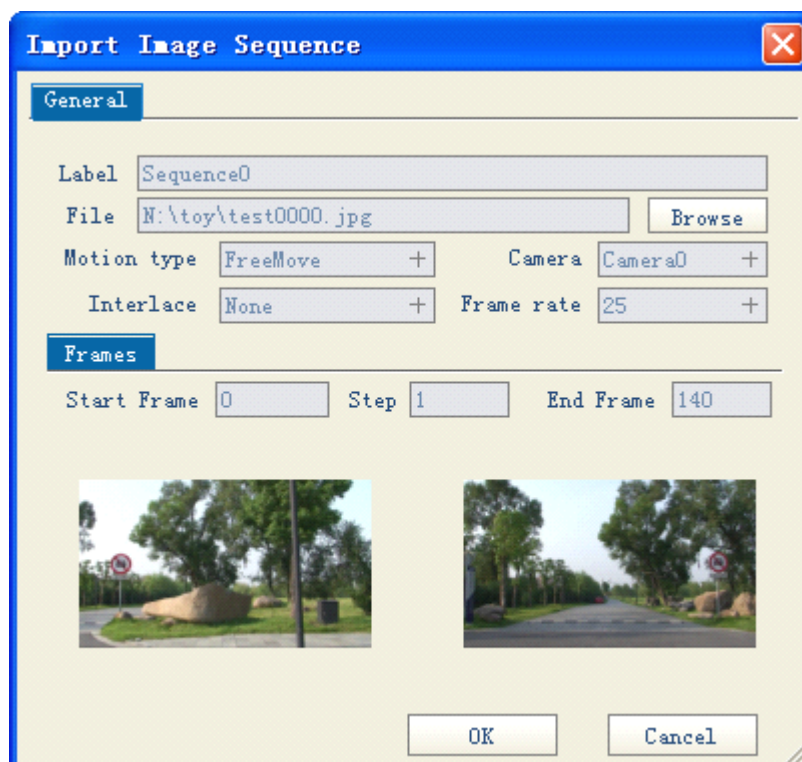 Import Image Sequence
General
Label Sequence0
File N:\toy\test0000.jpg Browse
Motion type FreeMove + Camera Camera0 +
Interlace None + Frame rate 25 +
Frames
Start Frame 0 Step 1 End Frame 140
OK Cancel